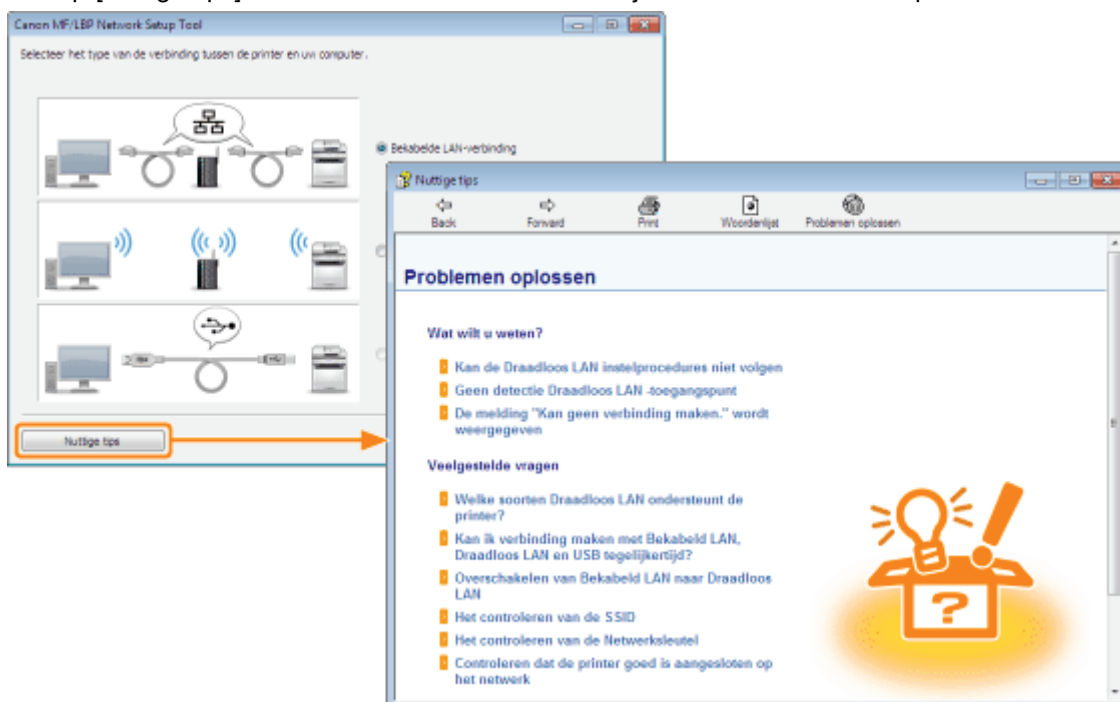 Canon MF/LBP Network Setup Tool
Selecteer het type van de verbinding tussen de printer en uw computer.
Bekabelde LAN-verbinding
Nuttige tips
Nuttige tips
Back
Forward
Print
Woordenlijst
Problemen oplossen
Problemen oplossen
Wat wilt u weten?
Kan de Draadloos LAN instelprocedures niet volgen
Geen detectie Draadloos LAN -toegangspunt
De melding "Kan geen verbinding maken." wordt
weergegeven
Veelgestelde vragen
Welke soorten Draadloos LAN ondersteunt de
printer?
Kan ik verbinding maken met Bekabeld LAN,
Draadloos LAN en USB tegelijkertijd?
Overschakelen van Bekabeld LAN naar Draadloos
LAN
Het controleren van de SSID
Het controleren van de Netwerksleutel
Controleren dat de printer goed is aangesloten op
het netwerk